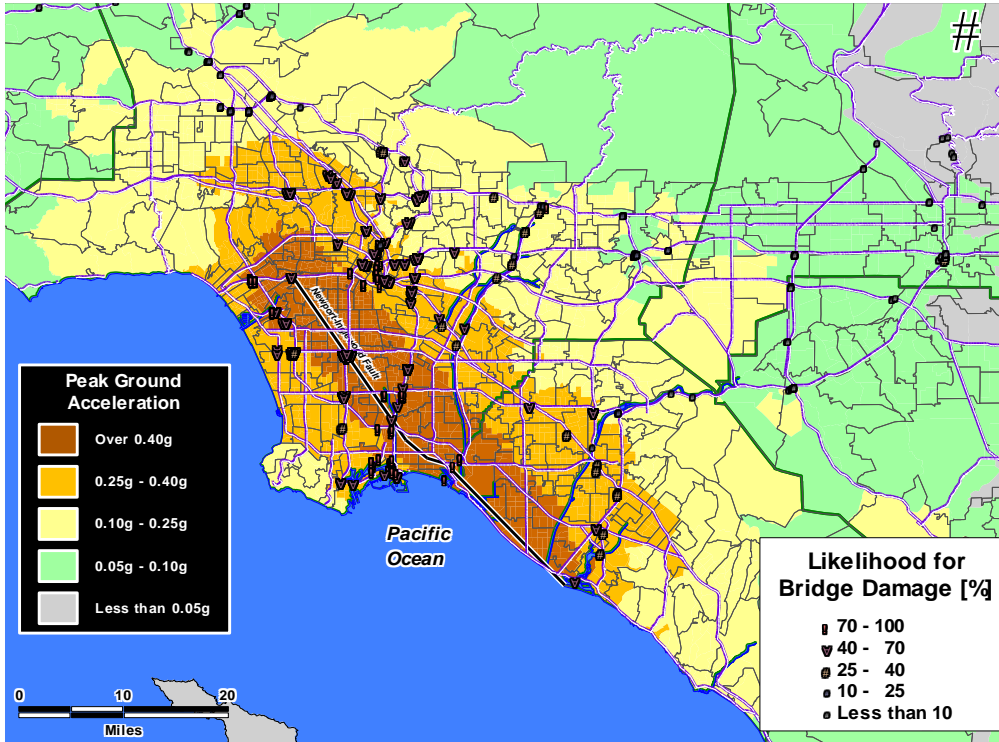 #
Newport-Inglewood Fault
Peak Ground
Acceleration
Over 0.40g
0.25g - 0.40g
0.10g - 0.25g
0.05g - 0.10g
Less than 0.05g
Pacific
Ocean
Likelihood for
Bridge Damage [%]
70 - 100
40 - 70
25 - 40
10 - 25
Less than 10
0 10 20
Miles